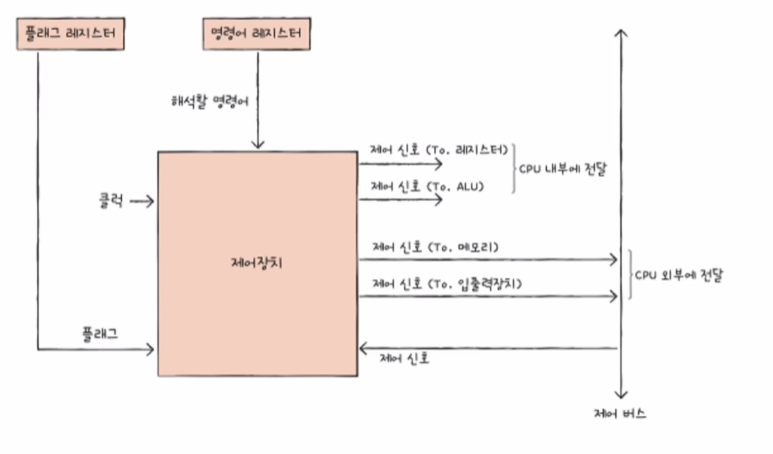 플래그 레지스터
명령어 레지스터
해석할 명령어
제어 신호 (To. 레지스터)
CPU 내부에 전달
제어 신호 (To. ALU)
클럭
제어장치
제어 신호 (To. 메모리)
CPU 외부에 전달
제어 신호 (To. 입출력장치)
플래그
제어 신호
제어 버스